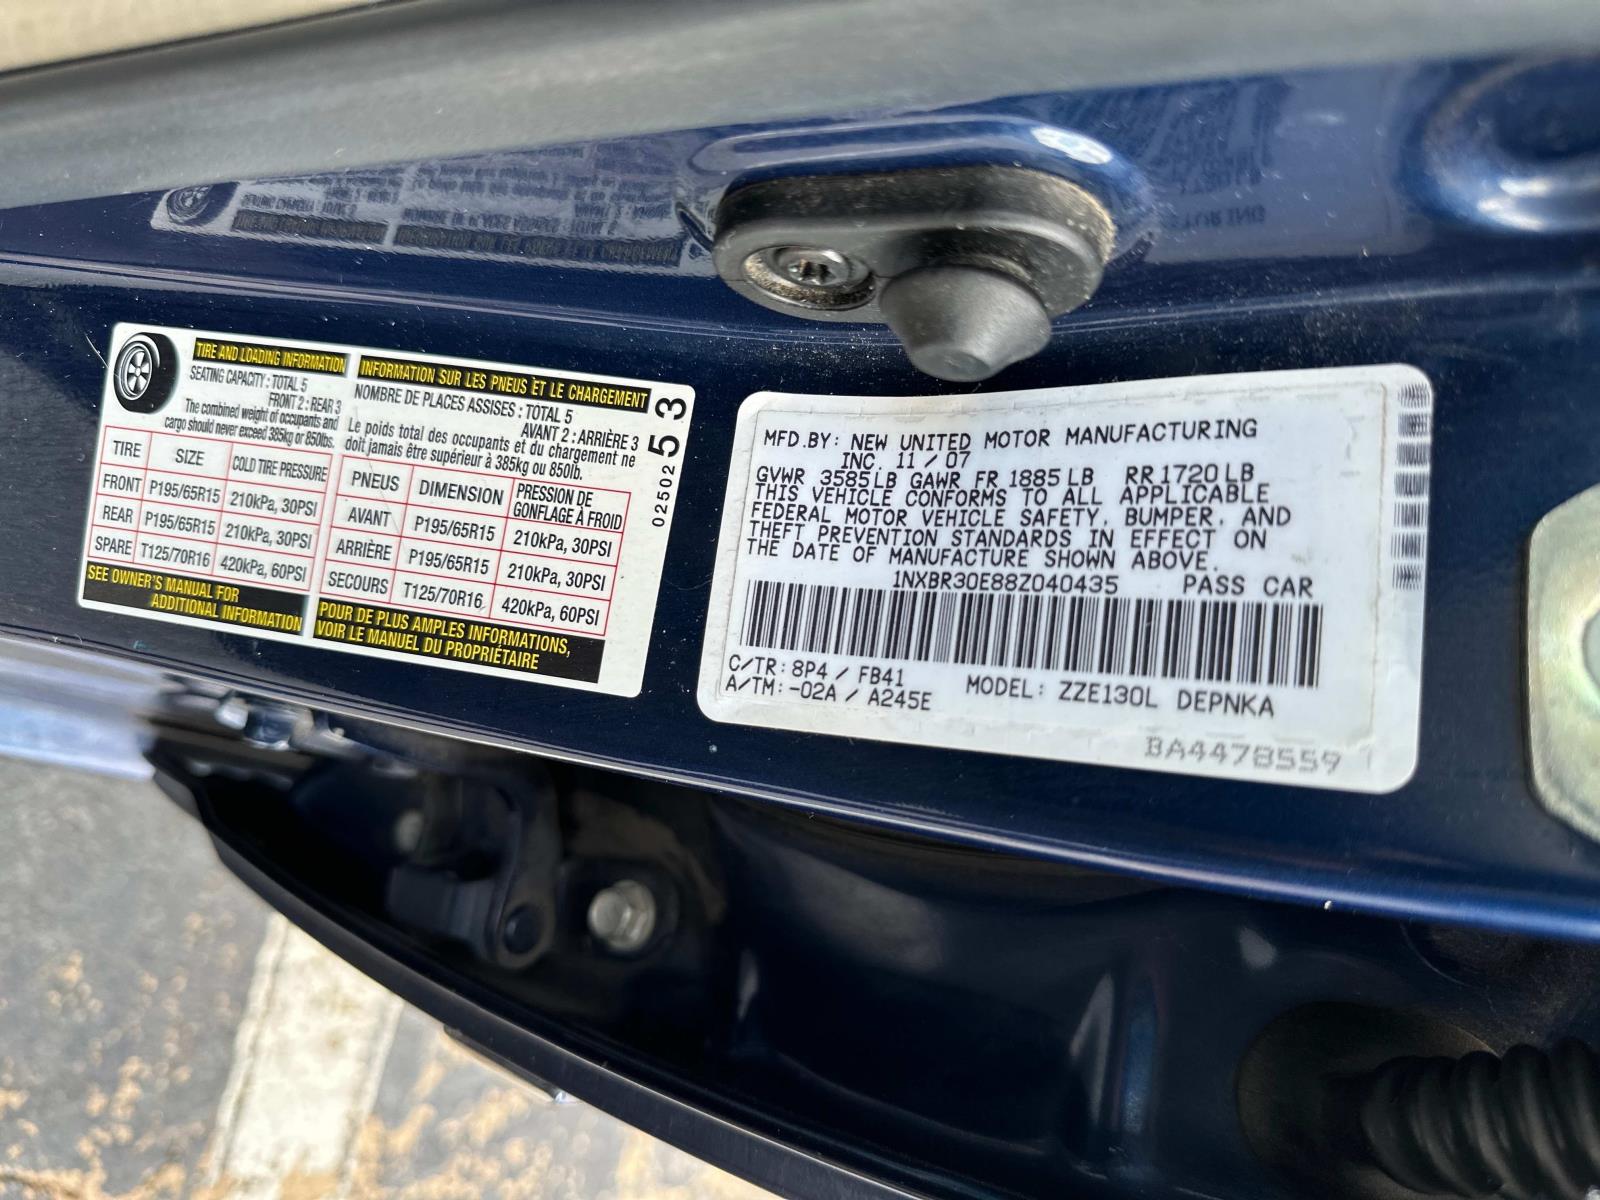 TIRE AND LOADING INFORMATION
SEATING CAPACITY : TOTAL 5
FRONT 2 : REAR 3
The combined weight of occupants and
cargo should never exceed 385kg or 850lbs.
TIRE SIZE COLD TIRE PRESSURE
FRONT P195/65R15 210kPa, 30PSI
REAR P195/65R15 210kPa, 30PSI
SPARE T125/70R16 420kPa, 60PSI
SEE OWNER'S MANUAL FOR
ADDITIONAL INFORMATION
INFORMATION SUR LES PNEUS ET LE CHARGEMENT
NOMBRE DE PLACES ASSISES : TOTAL 5
AVANT 2 : ARRIÈRE 3
Le poids total des occupants et du chargement ne
doit jamais être supérieur à 385kg ou 850lb.
PNEUS DIMENSION PRESSION DE
GONFLAGE À FROID
AVANT P195/65R15 210kPa, 30PSI
ARRIÈRE P195/65R15 210kPa, 30PSI
SECOURS T125/70R16 420kPa, 60PSI
POUR DE PLUS AMPLES INFORMATIONS,
VOIR LE MANUEL DU PROPRIÉTAIRE
02502 53
MFD.BY: NEW UNITED MOTOR MANUFACTURING
INC. 11 / 07
GVWR 3585LB GAWR FR 1885LB RR1720LB
THIS VEHICLE CONFORMS TO ALL APPLICABLE
FEDERAL MOTOR VEHICLE SAFETY, BUMPER, AND
THEFT PREVENTION STANDARDS IN EFFECT ON
THE DATE OF MANUFACTURE SHOWN ABOVE.
1NXBR30E88Z040435 PASS CAR
C/TR: 8P4 / FB41
A/TM: -02A / A245E MODEL: ZZE130L DEPNKA
BA4478559